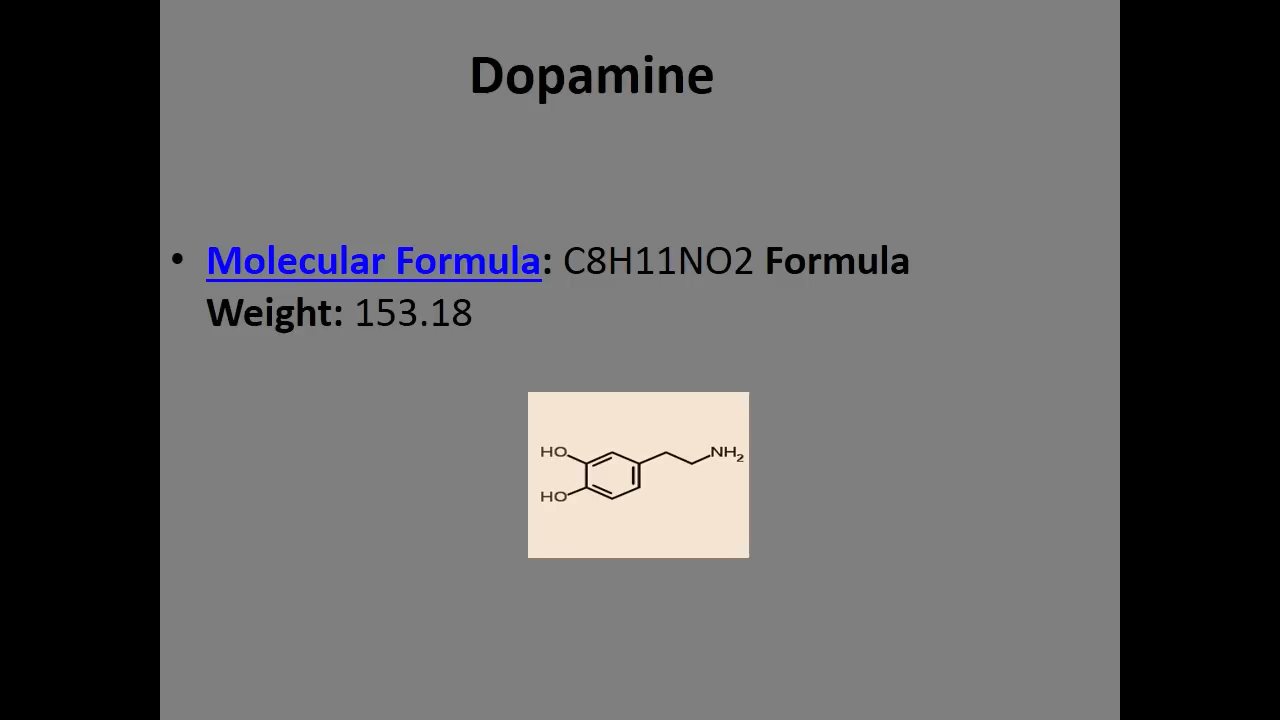 Dopamine
• Molecular Formula: C8H11NO2 Formula
Weight: 153.18
HO
NH2
HO